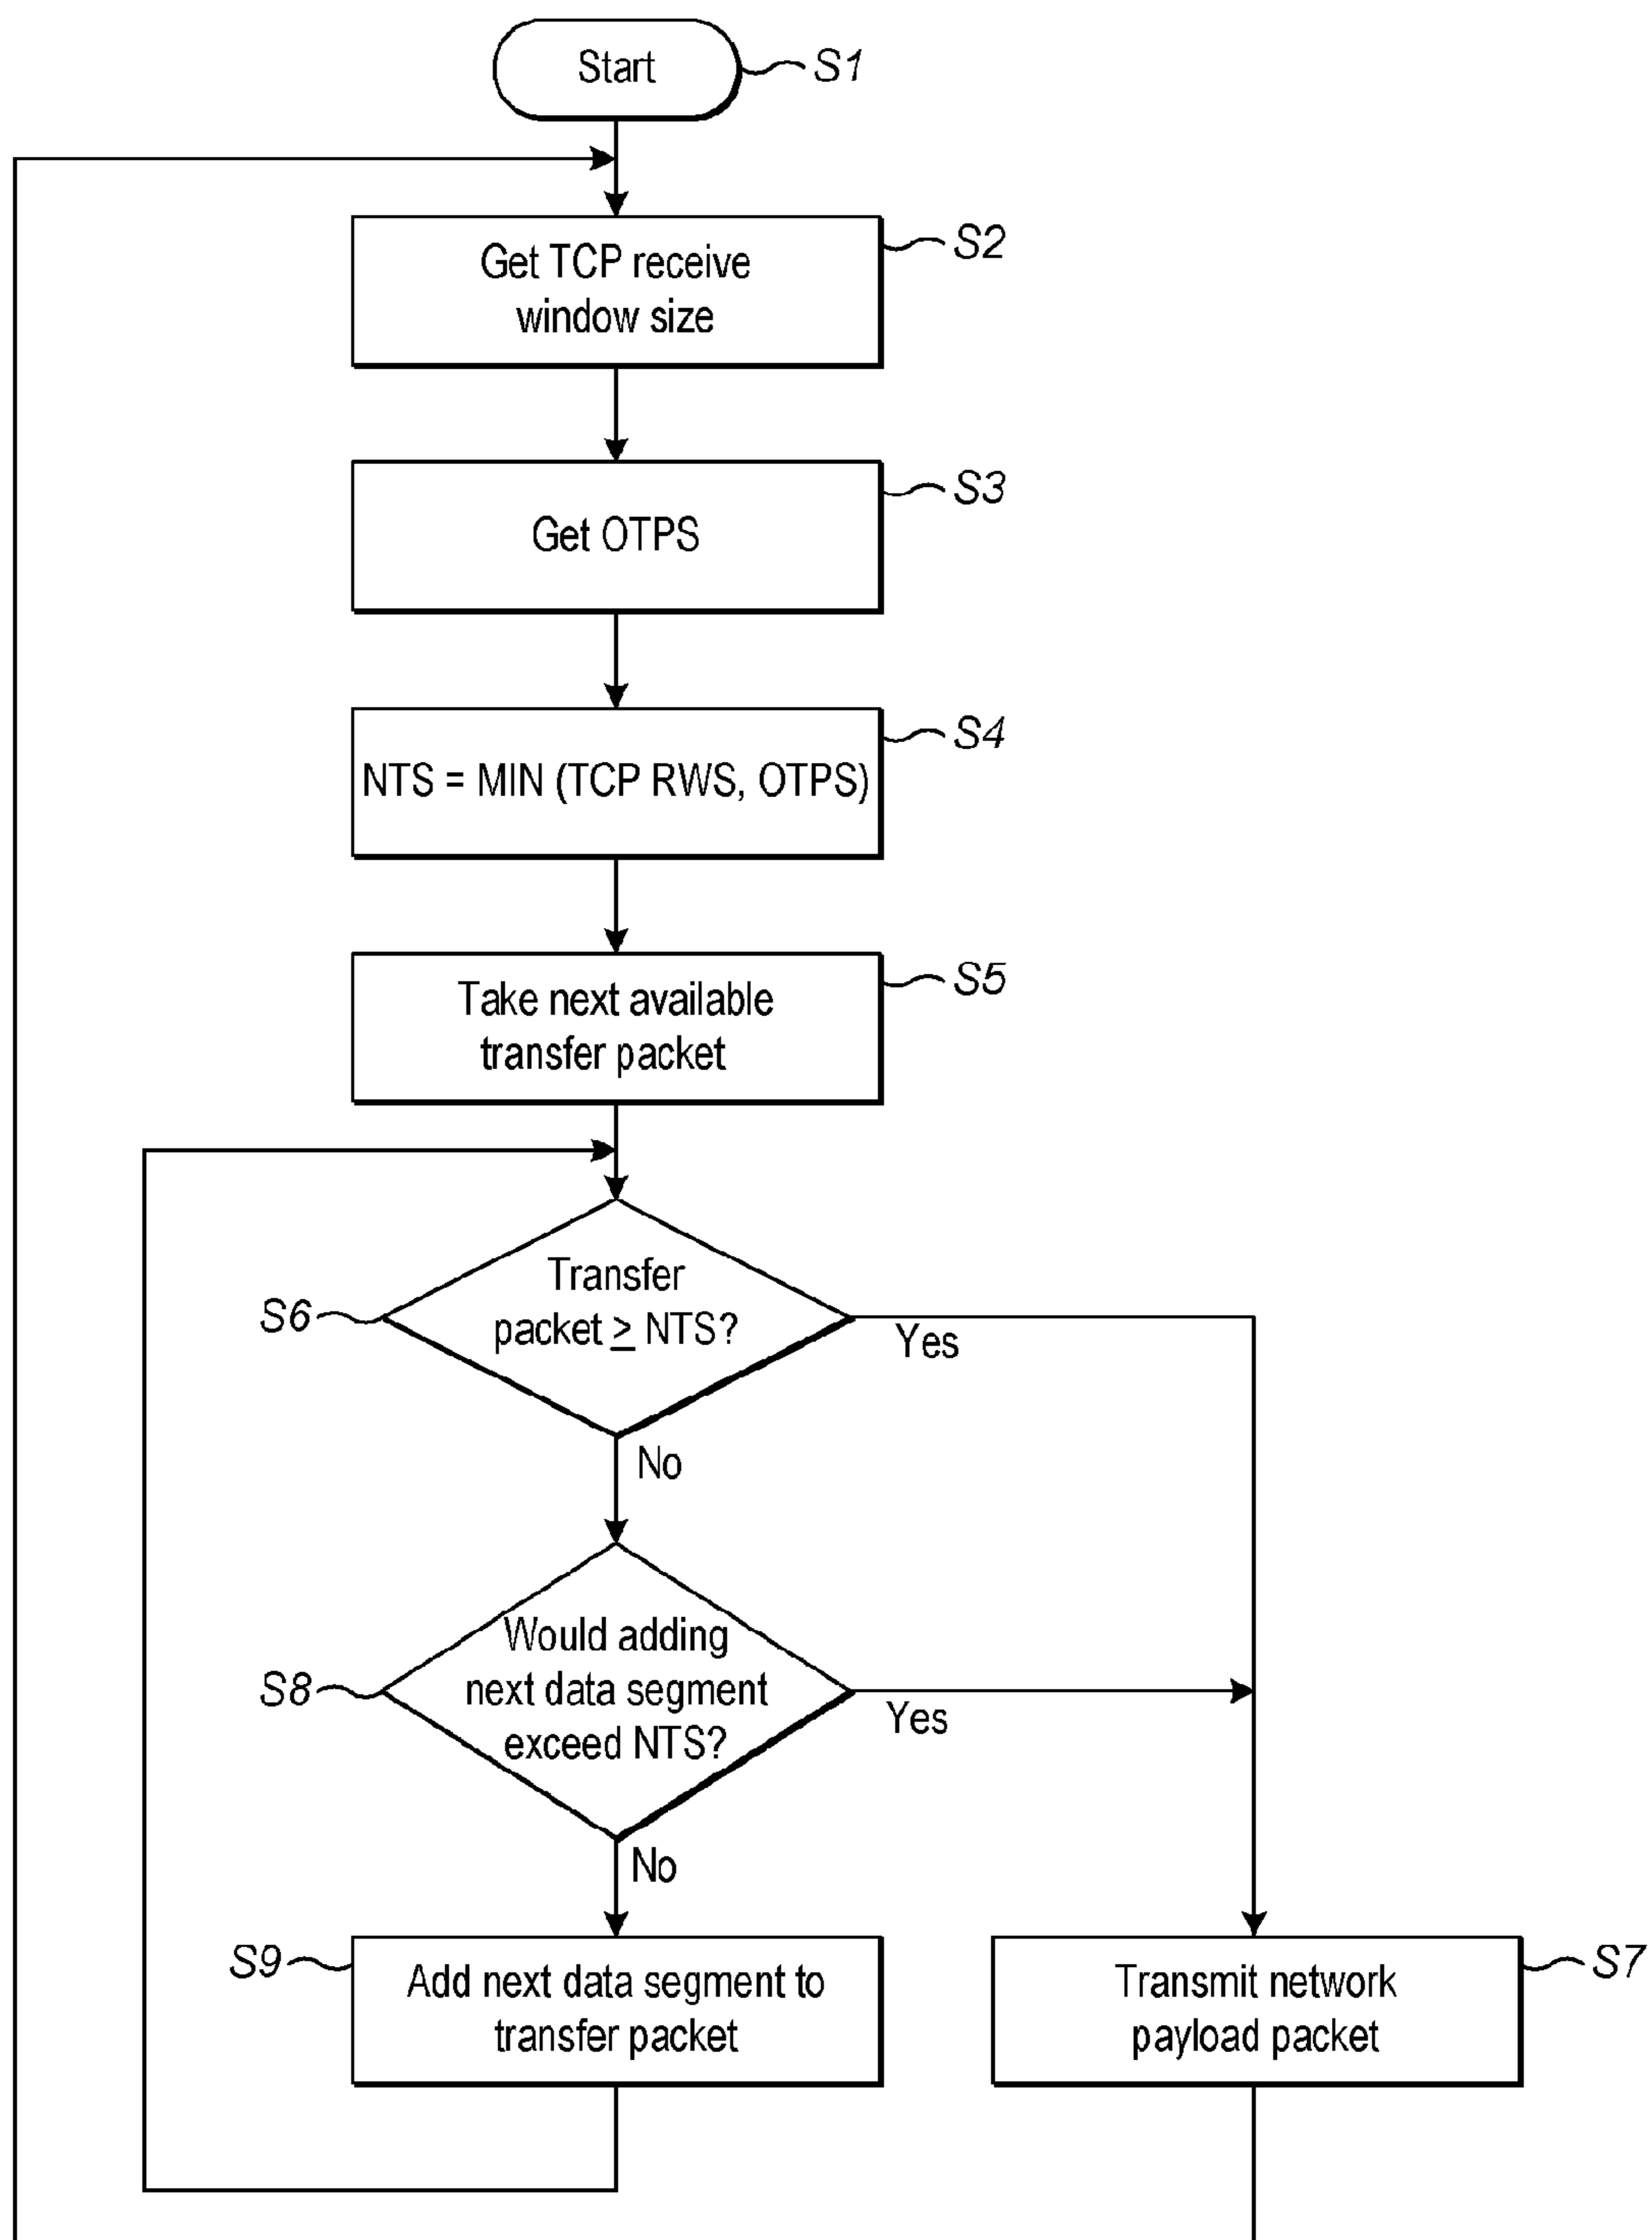 Start
S1
Get TCP receive
window size
S2
Get OTPS
S3
NTS = MIN (TCP RWS, OTPS)
S4
Take next available
transfer packet
S5
Transfer
packet ≥ NTS?
S6
Yes
No
Would adding
next data segment
exceed NTS?
S8
Yes
No
Add next data segment to
transfer packet
S9
Transmit network
payload packet
S7